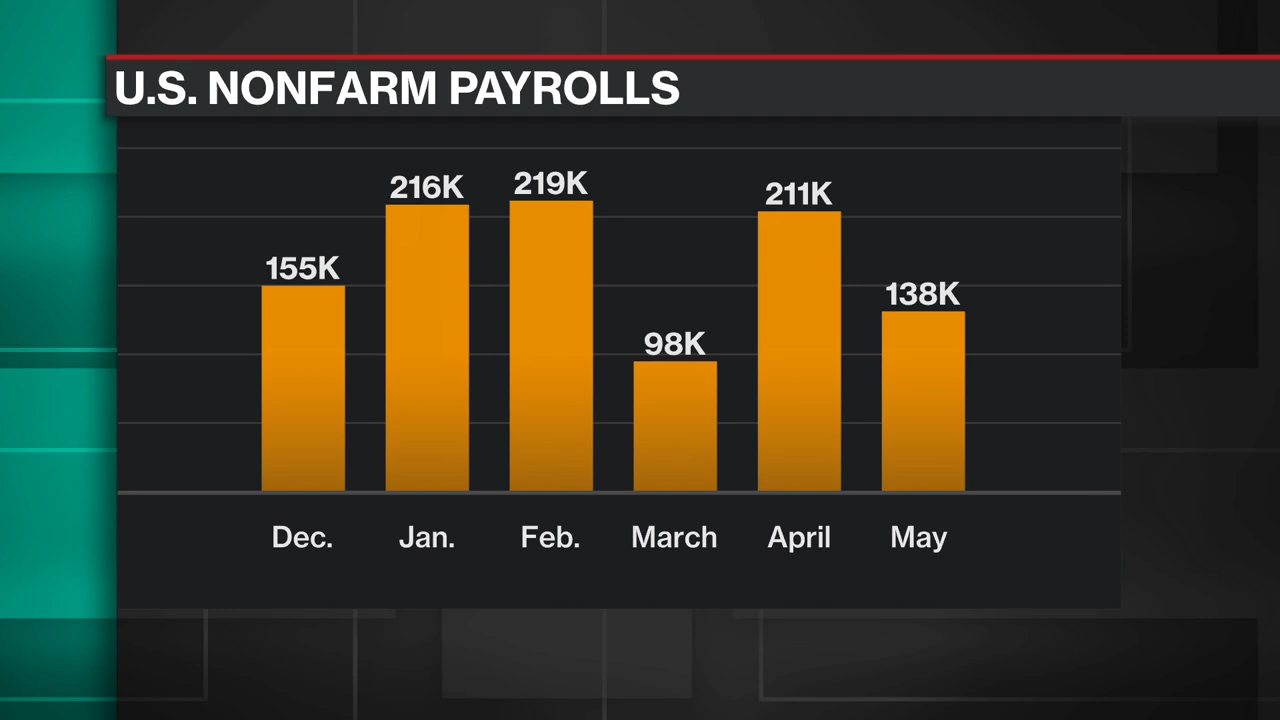 U.S. NONFARM PAYROLLS
155K
216K
219K
98K
211K
138K
Dec.
Jan.
Feb.
March
April
May